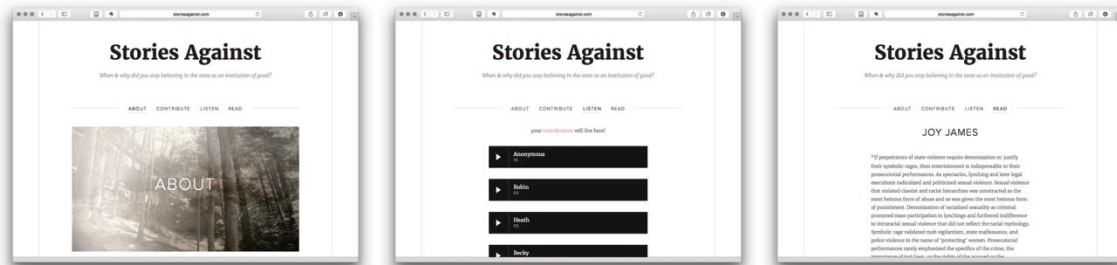 storiesagainst.com
Stories Against
When & why did you stop believing in the state as an institution of good?
ABOUT CONTRIBUTE LISTEN READ
ABOUT
storiesagainst.com
Stories Against
When & why did you stop believing in the state as an institution of good?
ABOUT CONTRIBUTE LISTEN READ
your contributions will live here!
Anonymous
Robin
Heath
Becky
storiesagainst.com
Stories Against
When & why did you stop believing in the state as an institution of good?
ABOUT CONTRIBUTE LISTEN READ
JOY JAMES
"If perpetrators of state violence require demonization to justify
their symbolic rages, then entertainment is indispensable to their
prosecutorial performances. As spectacles, lynching and later legal
executions radicalized and politicized sexual violence. Sexual violence
that violated classist and racist hierarchies was constructed as the
most heinous form of abuse and so was given the most heinous form
of punishment. Demonization of racialized sexuality as criminal
promoted mass participation in lynchings and furthered indifference
to intraracial sexual violence that did not reflect the racial mythology.
Symbolic rage validated mob vigilantism, state malfeasance, and
police violence in the name of "protecting" women. Prosecutorial
performances rarely emphasized the specifics of the crime, the